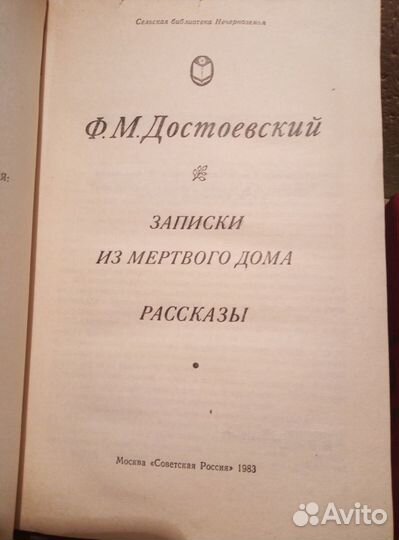 Сельская библиотека Нечерноземья
Ф.М.Достоевский
Я:
ЗАПИСКИ
ИЗ МЕРТВОГО ДОМА
РАССКАЗЫ
Москва «Советская Россия» 1983
Avito